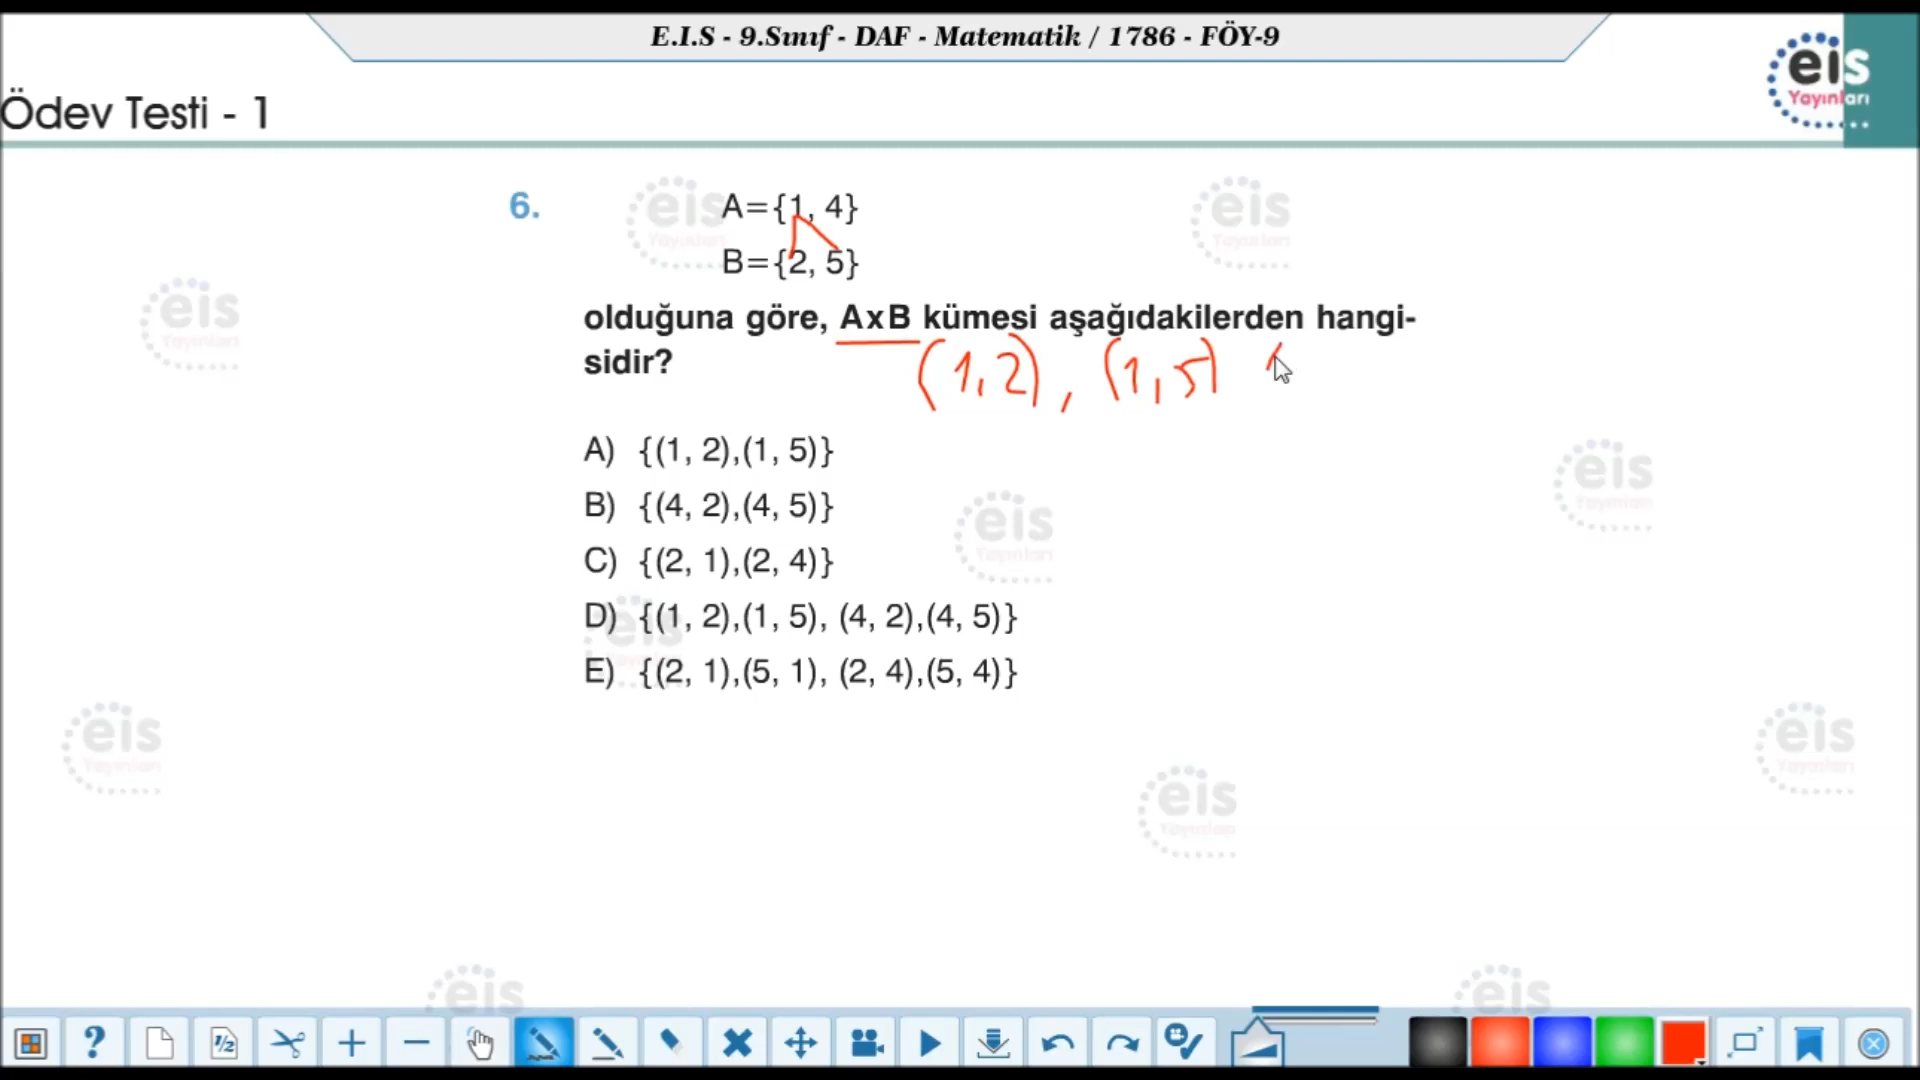 E.I.S - 9.Sınıf - DAF - Matematik / 1786 - FÖY-9
eis
Yayınları
Ödev Testi - 1
6.
A={1, 4}
B={2, 5}
olduğuna göre, AxB kümesi aşağıdakilerden hangi-
sidir?
(1,2), (1,5)
A) {(1, 2),(1, 5)}
B) {(4, 2),(4, 5)}
C) {(2, 1),(2, 4)}
D) {(1, 2),(1, 5), (4, 2),(4, 5)}
E) {(2, 1),(5, 1), (2, 4),(5, 4)}